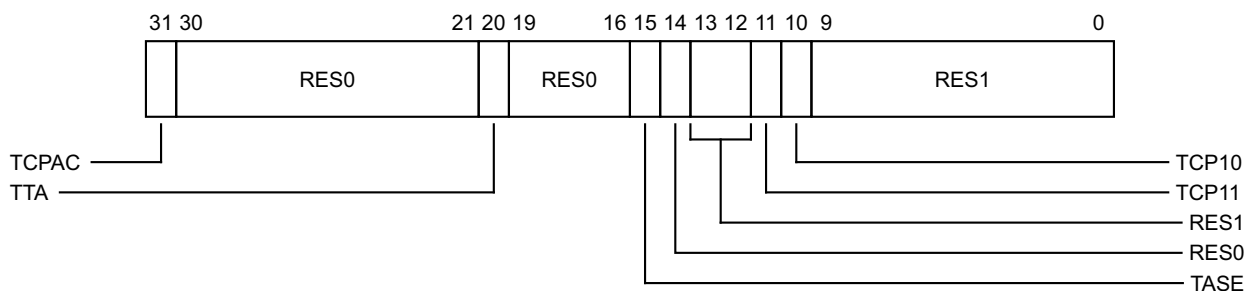 31 30 21 20 19 16 15 14 13 12 11 10 9 0
RES0 RES0 RES1
TCPAC TCP10
TTA TCP11
RES1
RES0
TASE